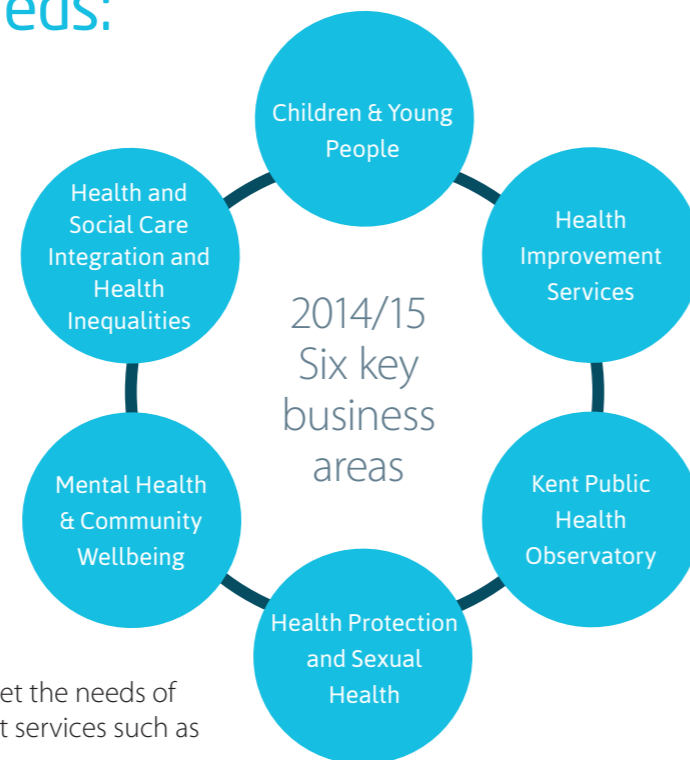 eds:
Children & Young
People
Health
Improvement
Services
Kent Public
Health
Observatory
Health Protection
and Sexual
Health
Mental Health
& Community
Wellbeing
Health and
Social Care
Integration and
Health
Inequalities
2014/15
Six key
business
areas
et the needs of
t services such as